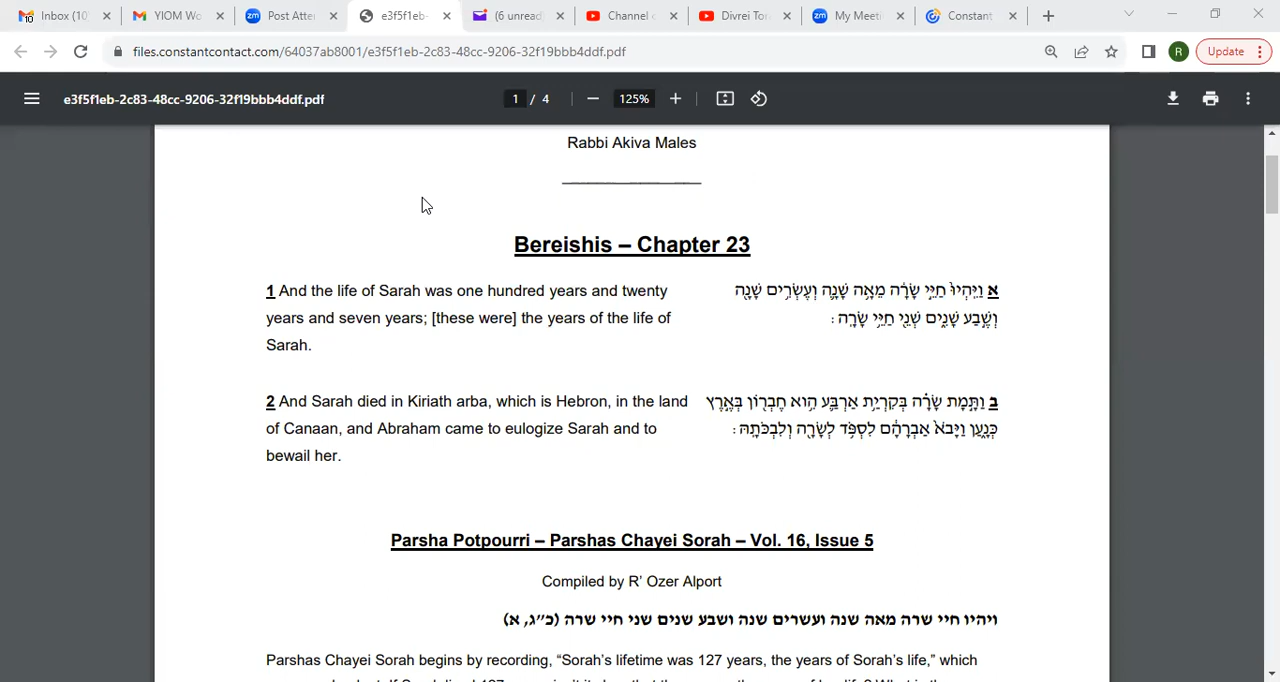 Inbox (10
YIOM Wo
Post Atte
e3f5f1eb-
(6 unread
Channel
Divrei Tor
My Meeti
Constant
files.constantcontact.com/64037ab8001/e3f5f1eb-2c83-48cc-9206-32f19bbb4ddf.pdf
R
Update
e3f5f1eb-2c83-48cc-9206-32f19bbb4ddf.pdf
1 / 4
125%
Rabbi Akiva Males
Bereishis – Chapter 23
1 And the life of Sarah was one hundred years and twenty
years and seven years; [these were] the years of the life of
Sarah.
א וַיִּֽהְיוּ֙ חַיֵּ֣י שָׂרָ֔ה מֵאָ֥ה שָׁנָ֛ה וְעֶשְׂרִ֥ים שָׁנָ֖ה
וְשֶׁ֣בַע שָׁנִ֑ים שְׁנֵ֖י חַיֵּ֥י שָׂרָֽה:
2 And Sarah died in Kiriath arba, which is Hebron, in the land
of Canaan, and Abraham came to eulogize Sarah and to
bewail her.
ב וַתָּ֣מָת שָׂרָ֗ה בְּקִרְיַ֥ת אַרְבַּ֛ע הִ֥וא חֶבְר֖וֹן בְּאֶ֣רֶץ
כְּנָ֑עַן וַיָּבֹא֙ אַבְרָהָ֔ם לִסְפֹּ֥ד לְשָׂרָ֖ה וְלִבְכֹּתָֽהּ:
Parsha Potpourri – Parshas Chayei Sorah – Vol. 16, Issue 5
Compiled by R' Ozer Alport
ויהיו חיי שרה מאה שנה ועשרים שנה ושבע שנים שני חיי שרה (כ״ג, א)
Parshas Chayei Sorah begins by recording, “Sorah's lifetime was 127 years, the years of Sorah's life,” which